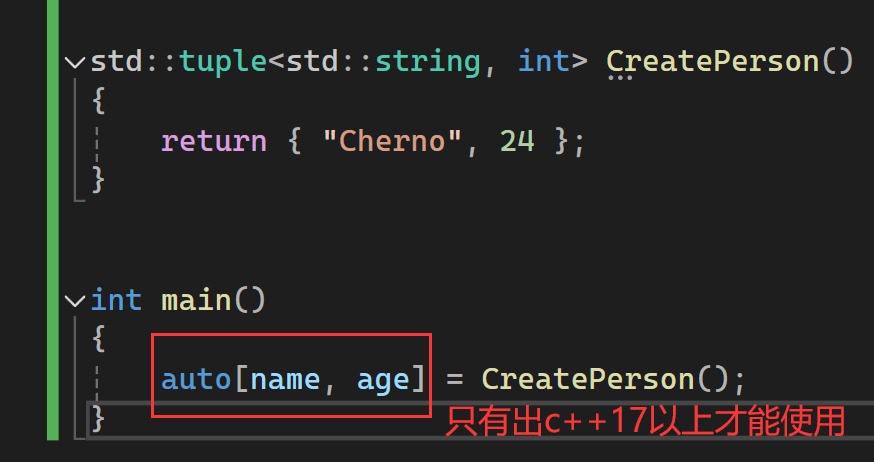 std::tuple<std::string, int> CreatePerson()
{
return { "Cherno", 24 };
}
int main()
{
auto[name, age] = CreatePerson();
}
只有出c++17以上才能使用